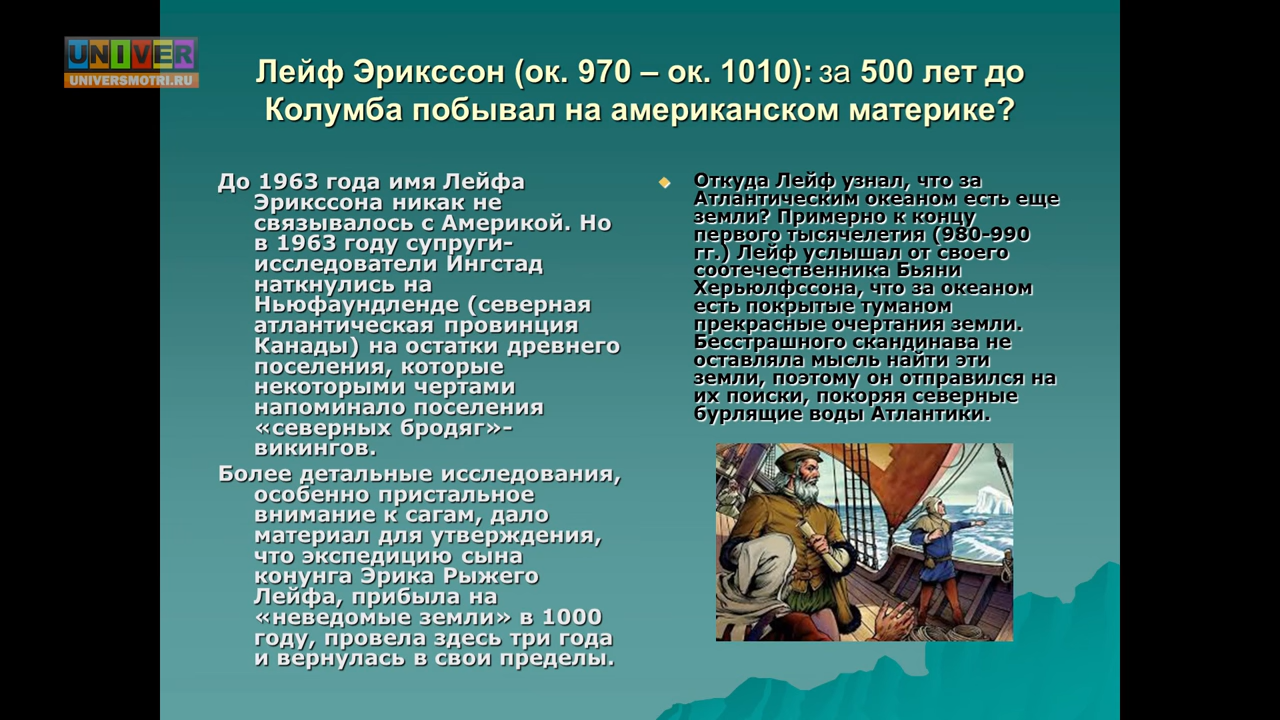 UNIVER
UNIVERSMOTRI.RU
Лейф Эрикссон (ок. 970 – ок. 1010): за 500 лет до
Колумба побывал на американском материке?
До 1963 года имя Лейфа
Эрикссона никак не
связывалось с Америкой. Но
в 1963 году супруги-
исследователи Ингстад
наткнулись на
Ньюфаундленде (северная
атлантическая провинция
Канады) на остатки древнего
поселения, которые
некоторыми чертами
напоминало поселения
«северных бродяг»-
викингов.
Более детальные исследования,
особенно пристальное
внимание к сагам, дало
материал для утверждения,
что экспедицию сына
конунга Эрика Рыжего
Лейфа, прибыла на
«неведомые земли» в 1000
году, провела здесь три года
и вернулась в свои пределы.
Откуда Лейф узнал, что за
Атлантическим океаном есть еще
земли? Примерно к концу
первого тысячелетия (980-990
гг.) Лейф услышал от своего
соотечественника Бьяни
Херьюлфссона, что за океаном
есть покрытые туманом
прекрасные очертания земли.
Бесстрашного скандинава не
оставляла мысль найти эти
земли, поэтому он отправился на
их поиски, покоряя северные
бурлящие воды Атлантики.